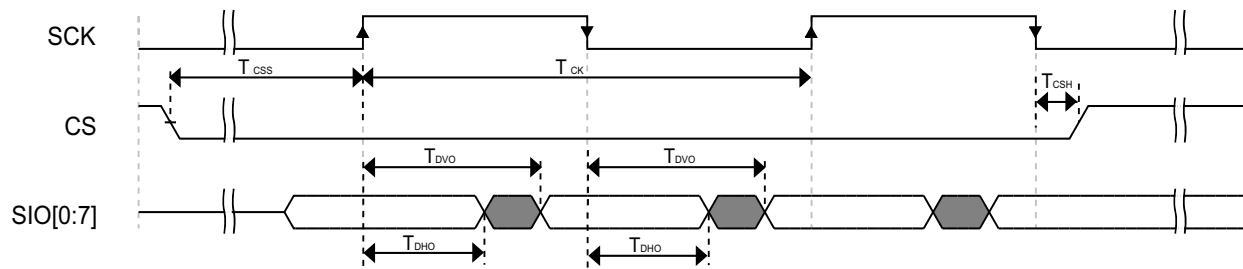 SCK
T CSS
T CK
T CSH
CS
T DVO
T DVO
SIO[0:7]
T DHO
T DHO